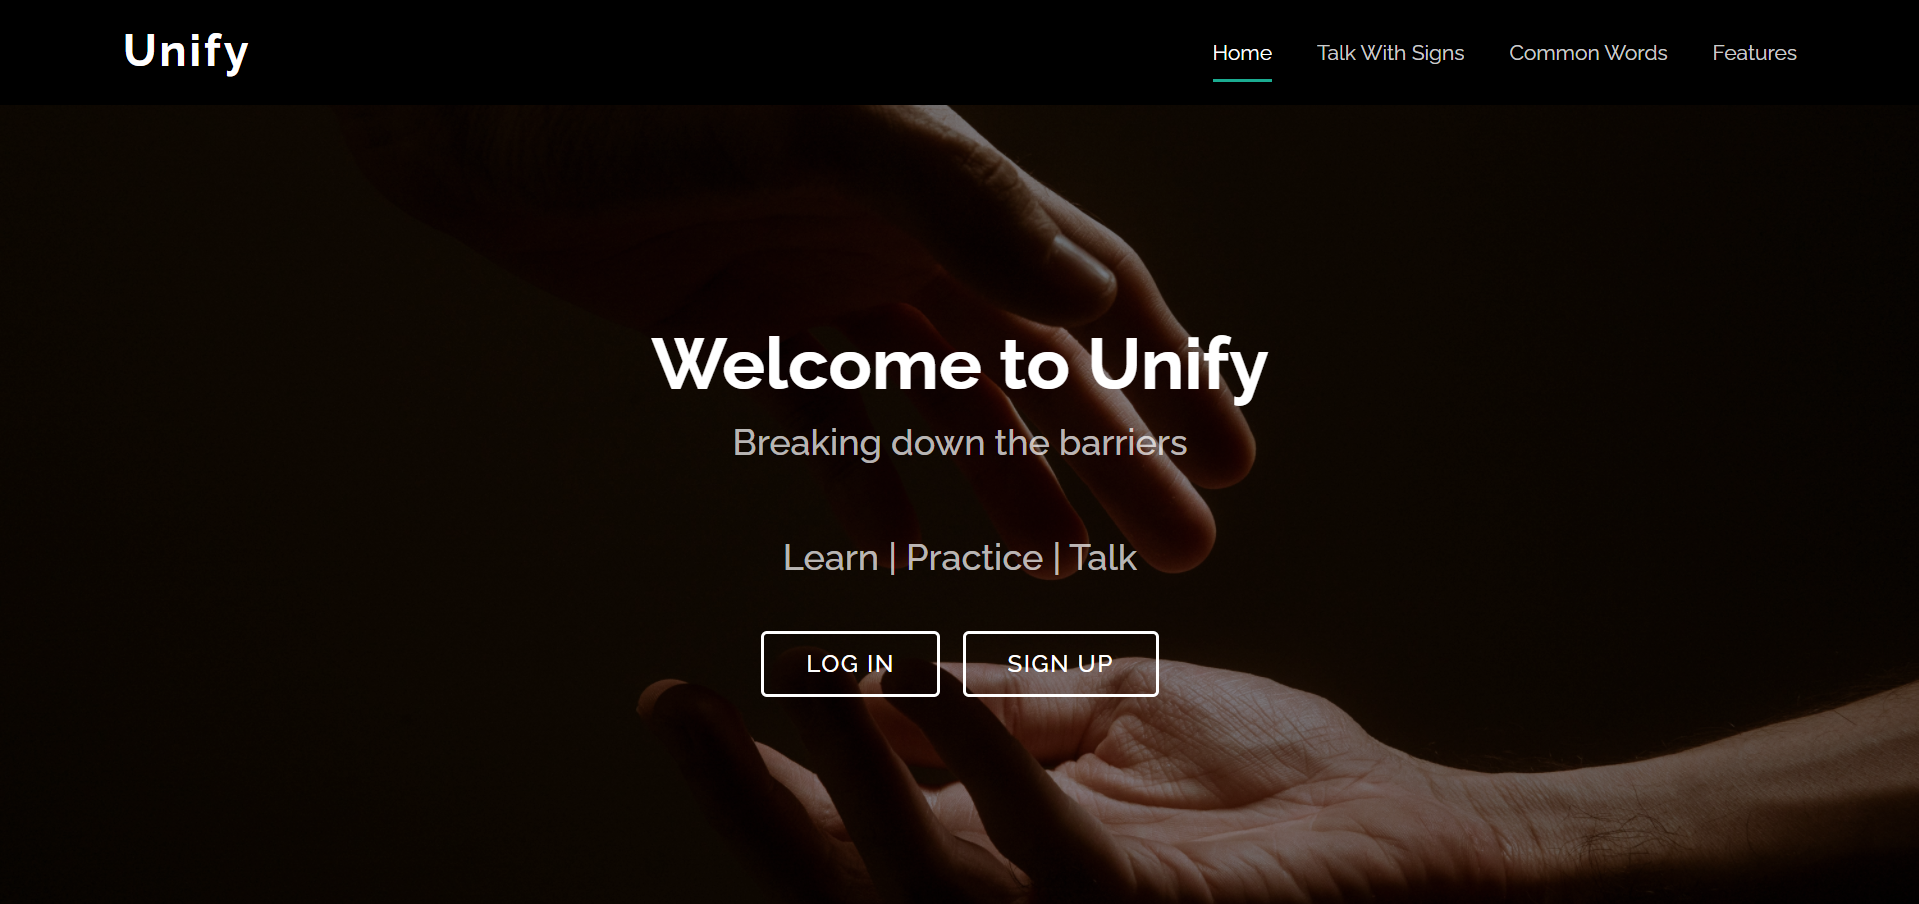 Unify
Home Talk With Signs Common Words Features
Welcome to Unify
Breaking down the barriers
Learn | Practice | Talk
LOG IN SIGN UP